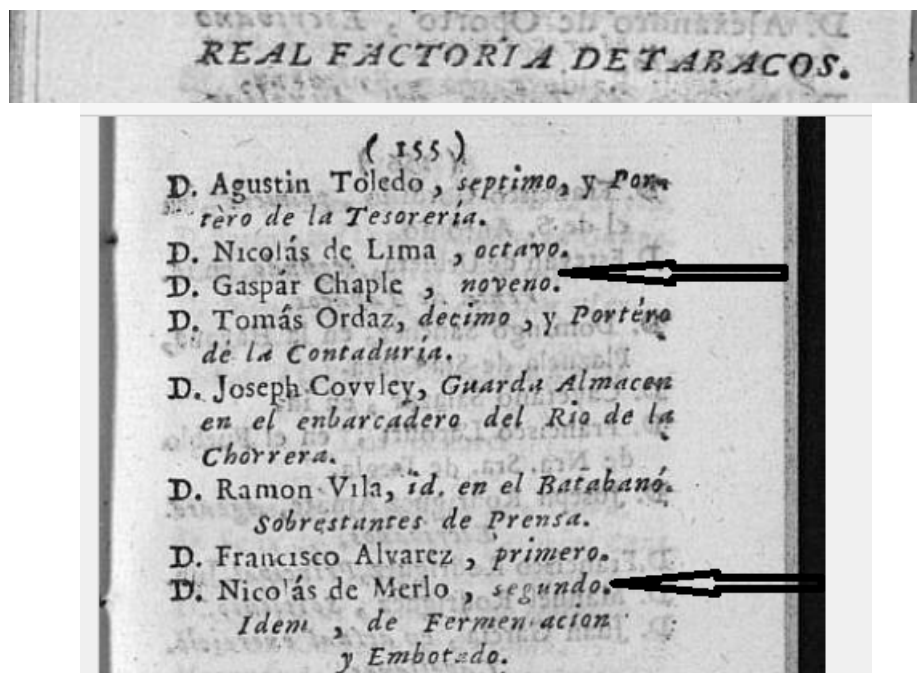 REAL FACTORIA DE TABACOS.
( 155 )
D. Agustin Toledo, septimo, y Por-
tero de la Tesoreria.
D. Nicolás de Lima, octavo.
D. Gaspár Chaple, noveno.
D. Tomás Ordaz, decimo, y Portéro
de la Contaduría.
D. Joseph Covvley, Guarda Almacen
en el enbarcadero del Rio de la
Chorrera.
D. Ramon Vila, id. en el Batabanó.
Sobrestantes de Prensa.
D. Francisco Alvarez, primero.
D. Nicolás de Merlo, segundo.
Idem, de Fermentacion
y Embotado.